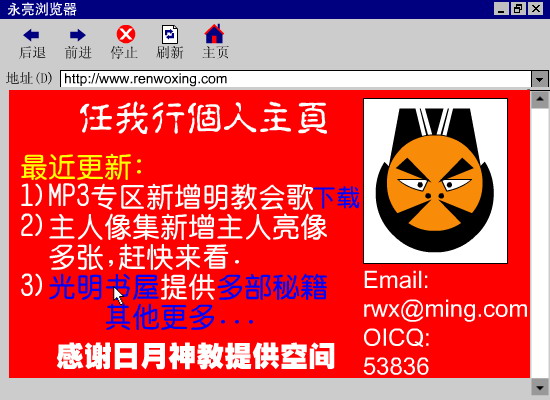 永亮浏览器
后退 前进 停止 刷新 主页
地址(D) http://www.renwoxing.com
任我行個人主頁
最近更新:
1)MP3专区新增明教会歌下载
2)主人像集新增主人亮像
多张,赶快来看.
3)光明书屋提供多部秘籍
其他更多...
感谢日月神教提供空间
Email:
rwx@ming.com
OICQ:
53836